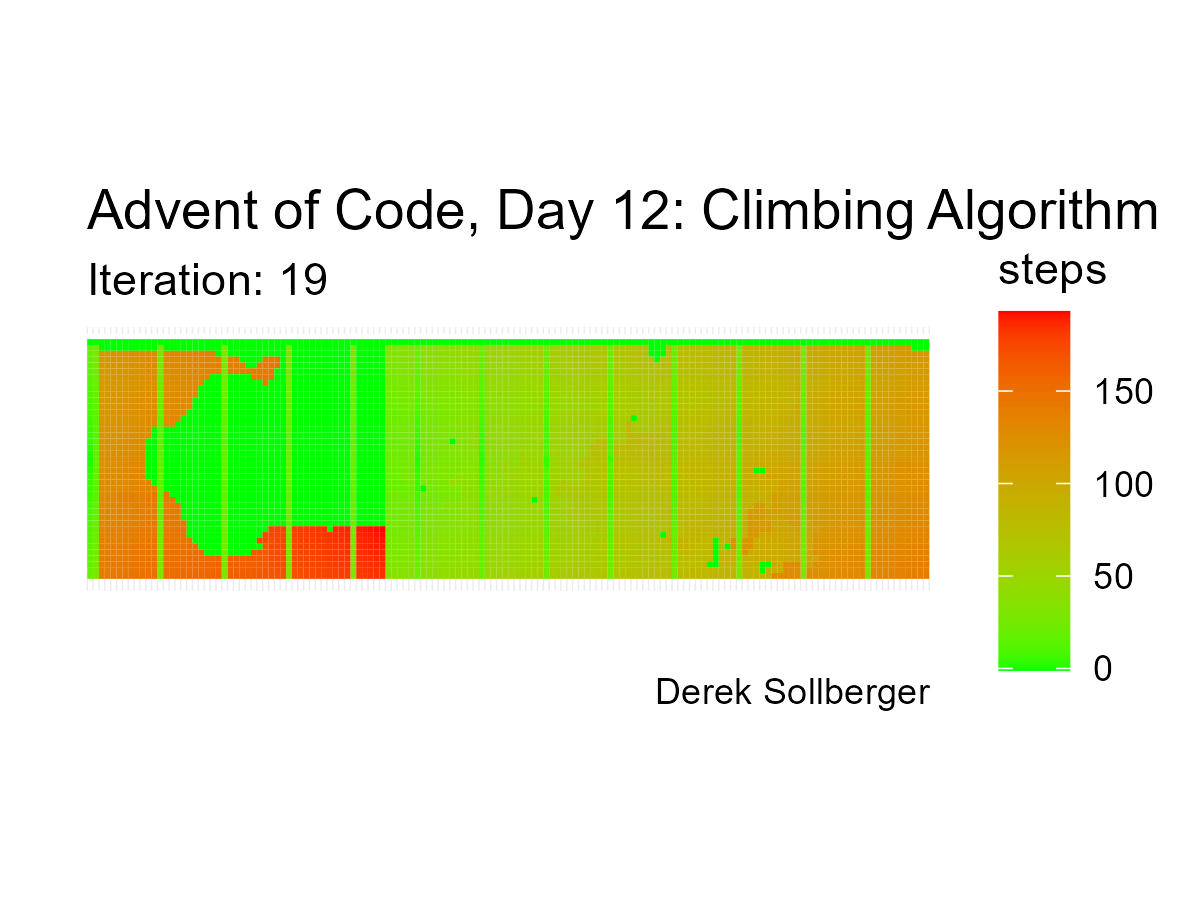 Advent of Code, Day 12: Climbing Algorithm
Iteration: 19
steps
150
100
50
0
Derek Sollberger